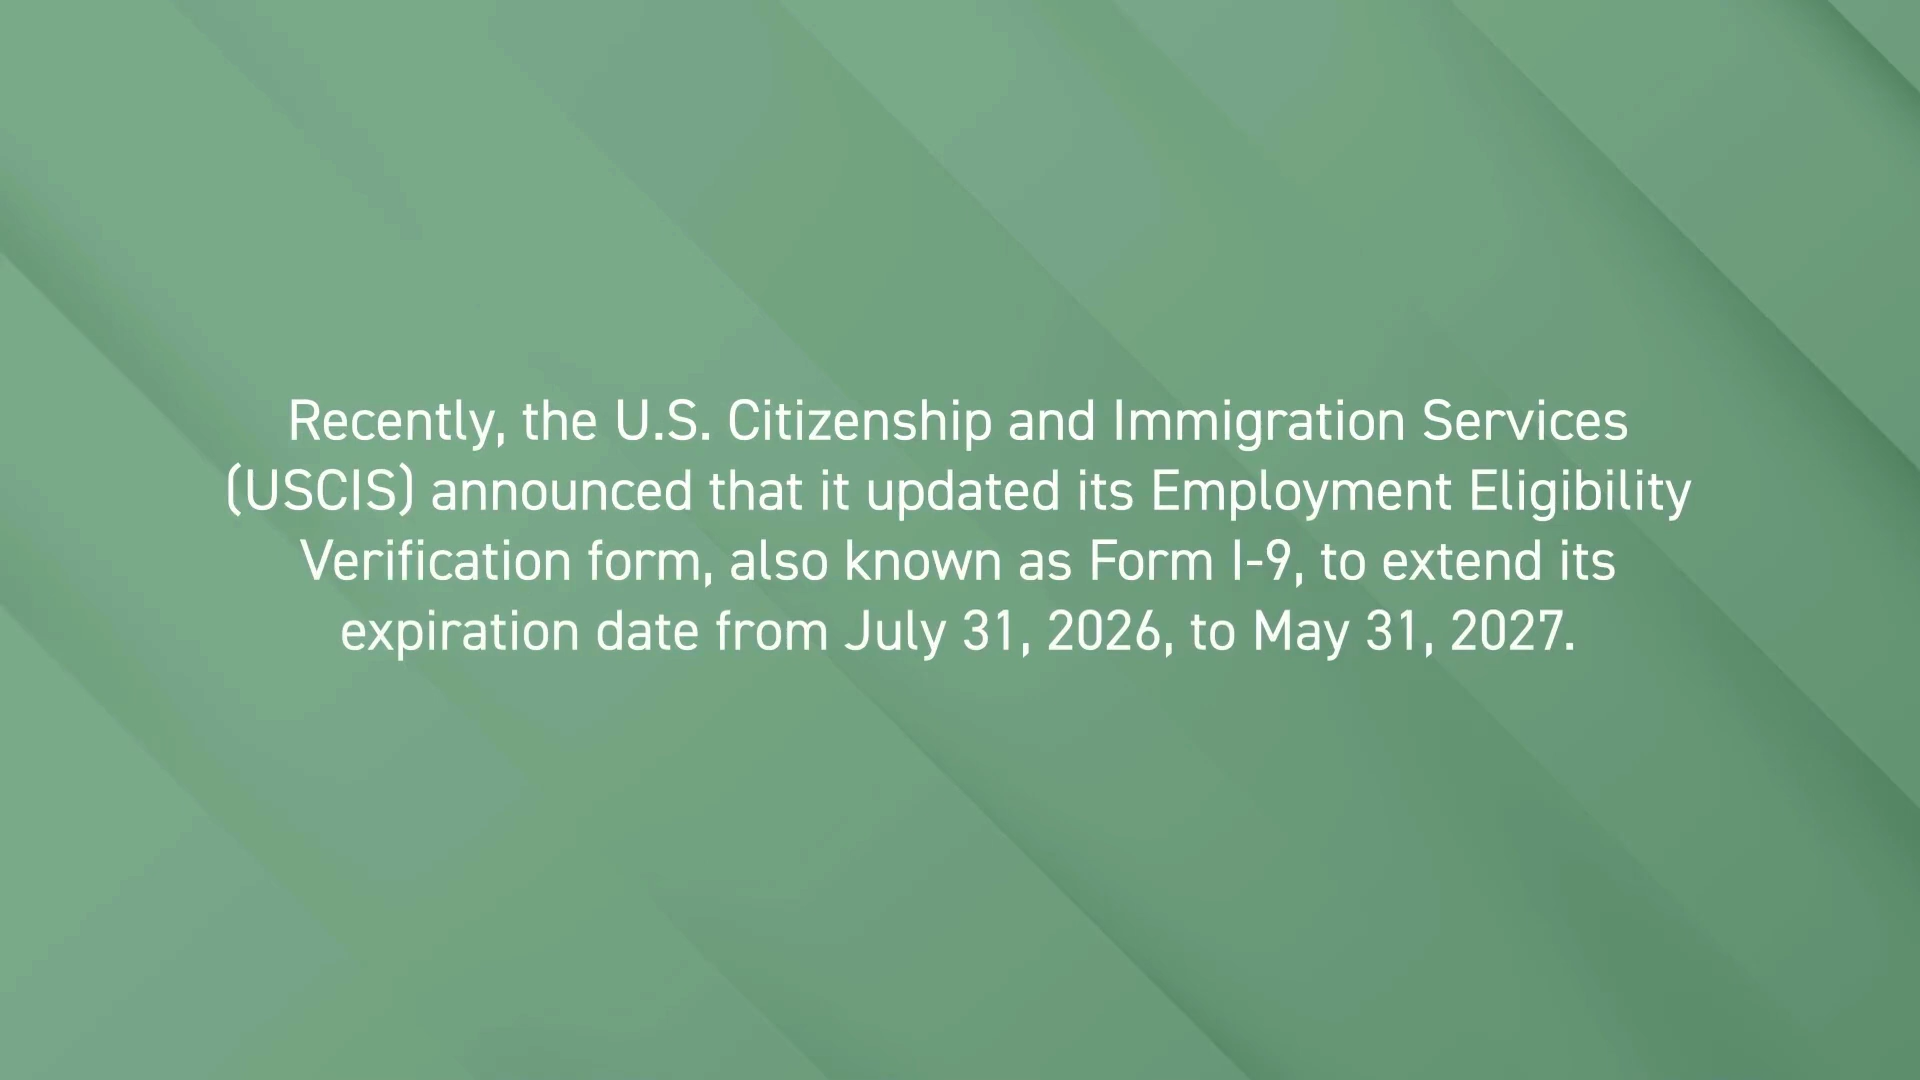 Recently, the U.S. Citizenship and Immigration Services
(USCIS) announced that it updated its Employment Eligibility
Verification form, also known as Form I-9, to extend its
expiration date from July 31, 2026, to May 31, 2027.